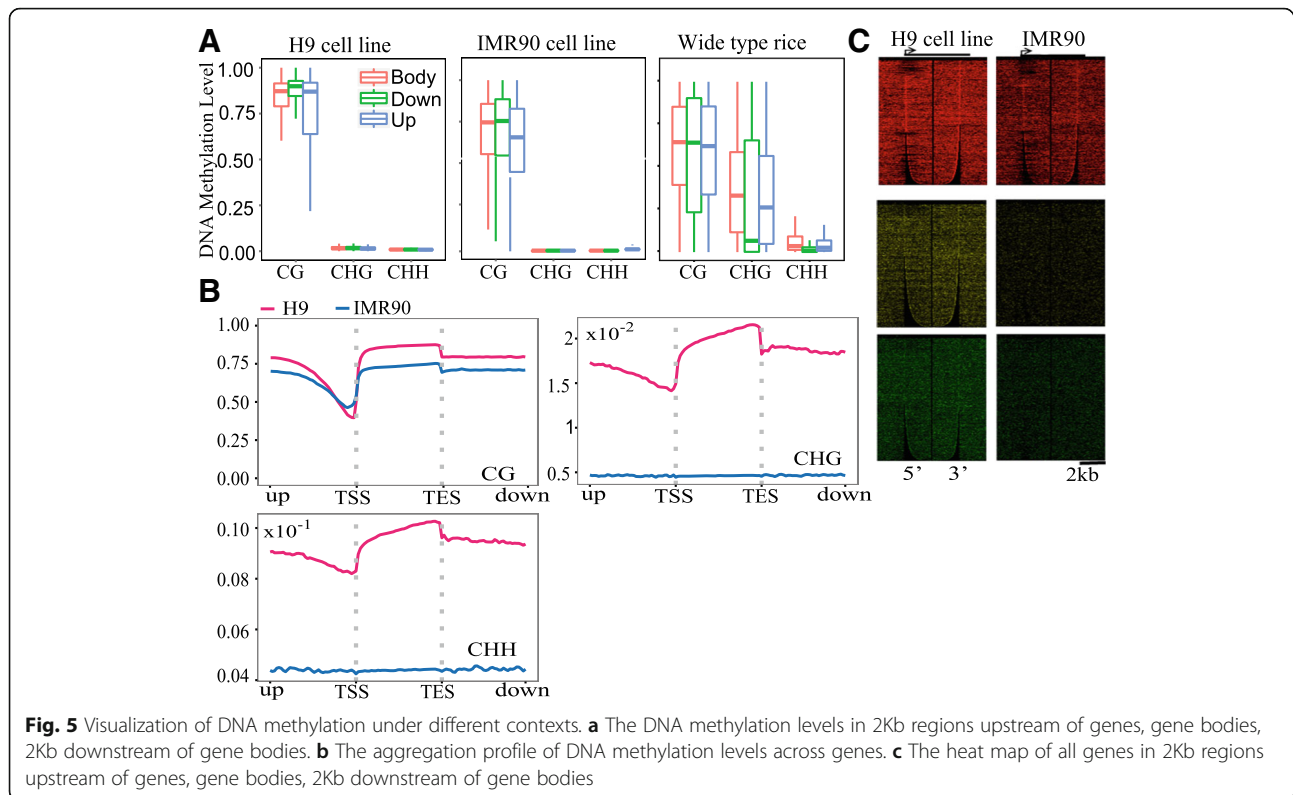 A
H9 cell line
IMR90 cell line
Wide type rice
C
H9 cell line
IMR90
DNA Methylation Level
1.00
0.75
0.50
0.25
0.00
Body
Down
Up
CG
CHG
CHH
CG
CHG
CHH
CG
CHG
CHH
5’
3’
2kb
B
H9
IMR90
1.00
0.75
0.50
0.25
0.00
CG
up
TSS
TES
down
x10-2
2
1.5
1
0.5
CHG
up
TSS
TES
down
x10-1
0.10
0.08
0.06
0.04
CHH
up
TSS
TES
down
Fig. 5 Visualization of DNA methylation under different contexts. a The DNA methylation levels in 2Kb regions upstream of genes, gene bodies,
2Kb downstream of gene bodies. b The aggregation profile of DNA methylation levels across genes. c The heat map of all genes in 2Kb regions
upstream of genes, gene bodies, 2Kb downstream of gene bodies